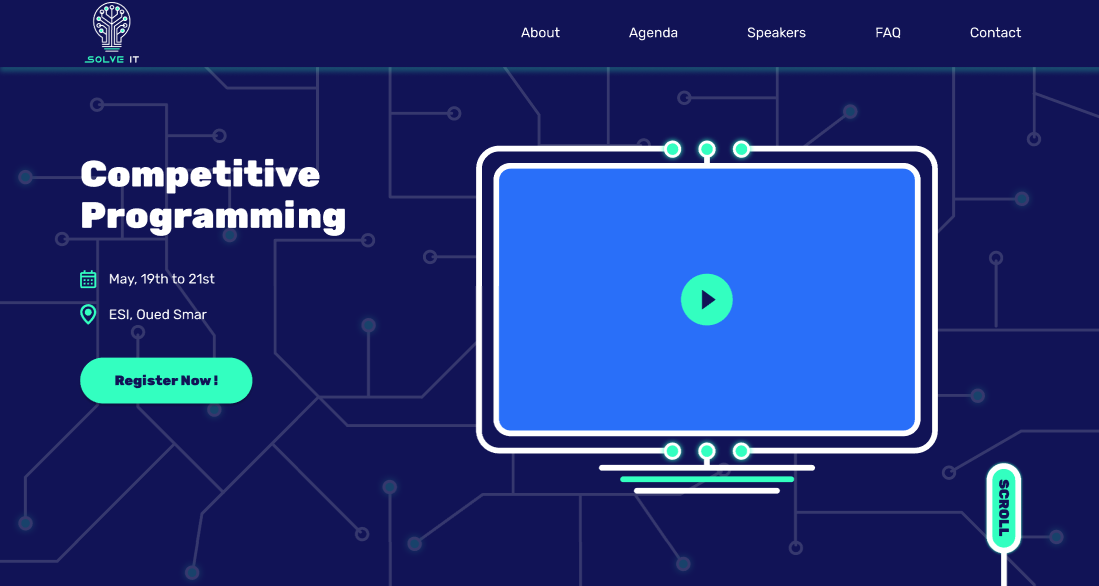 SOLVE IT
About
Agenda
Speakers
FAQ
Contact
Competitive
Programming
May, 19th to 21st
ESI, Oued Smar
Register Now !
SCROLL